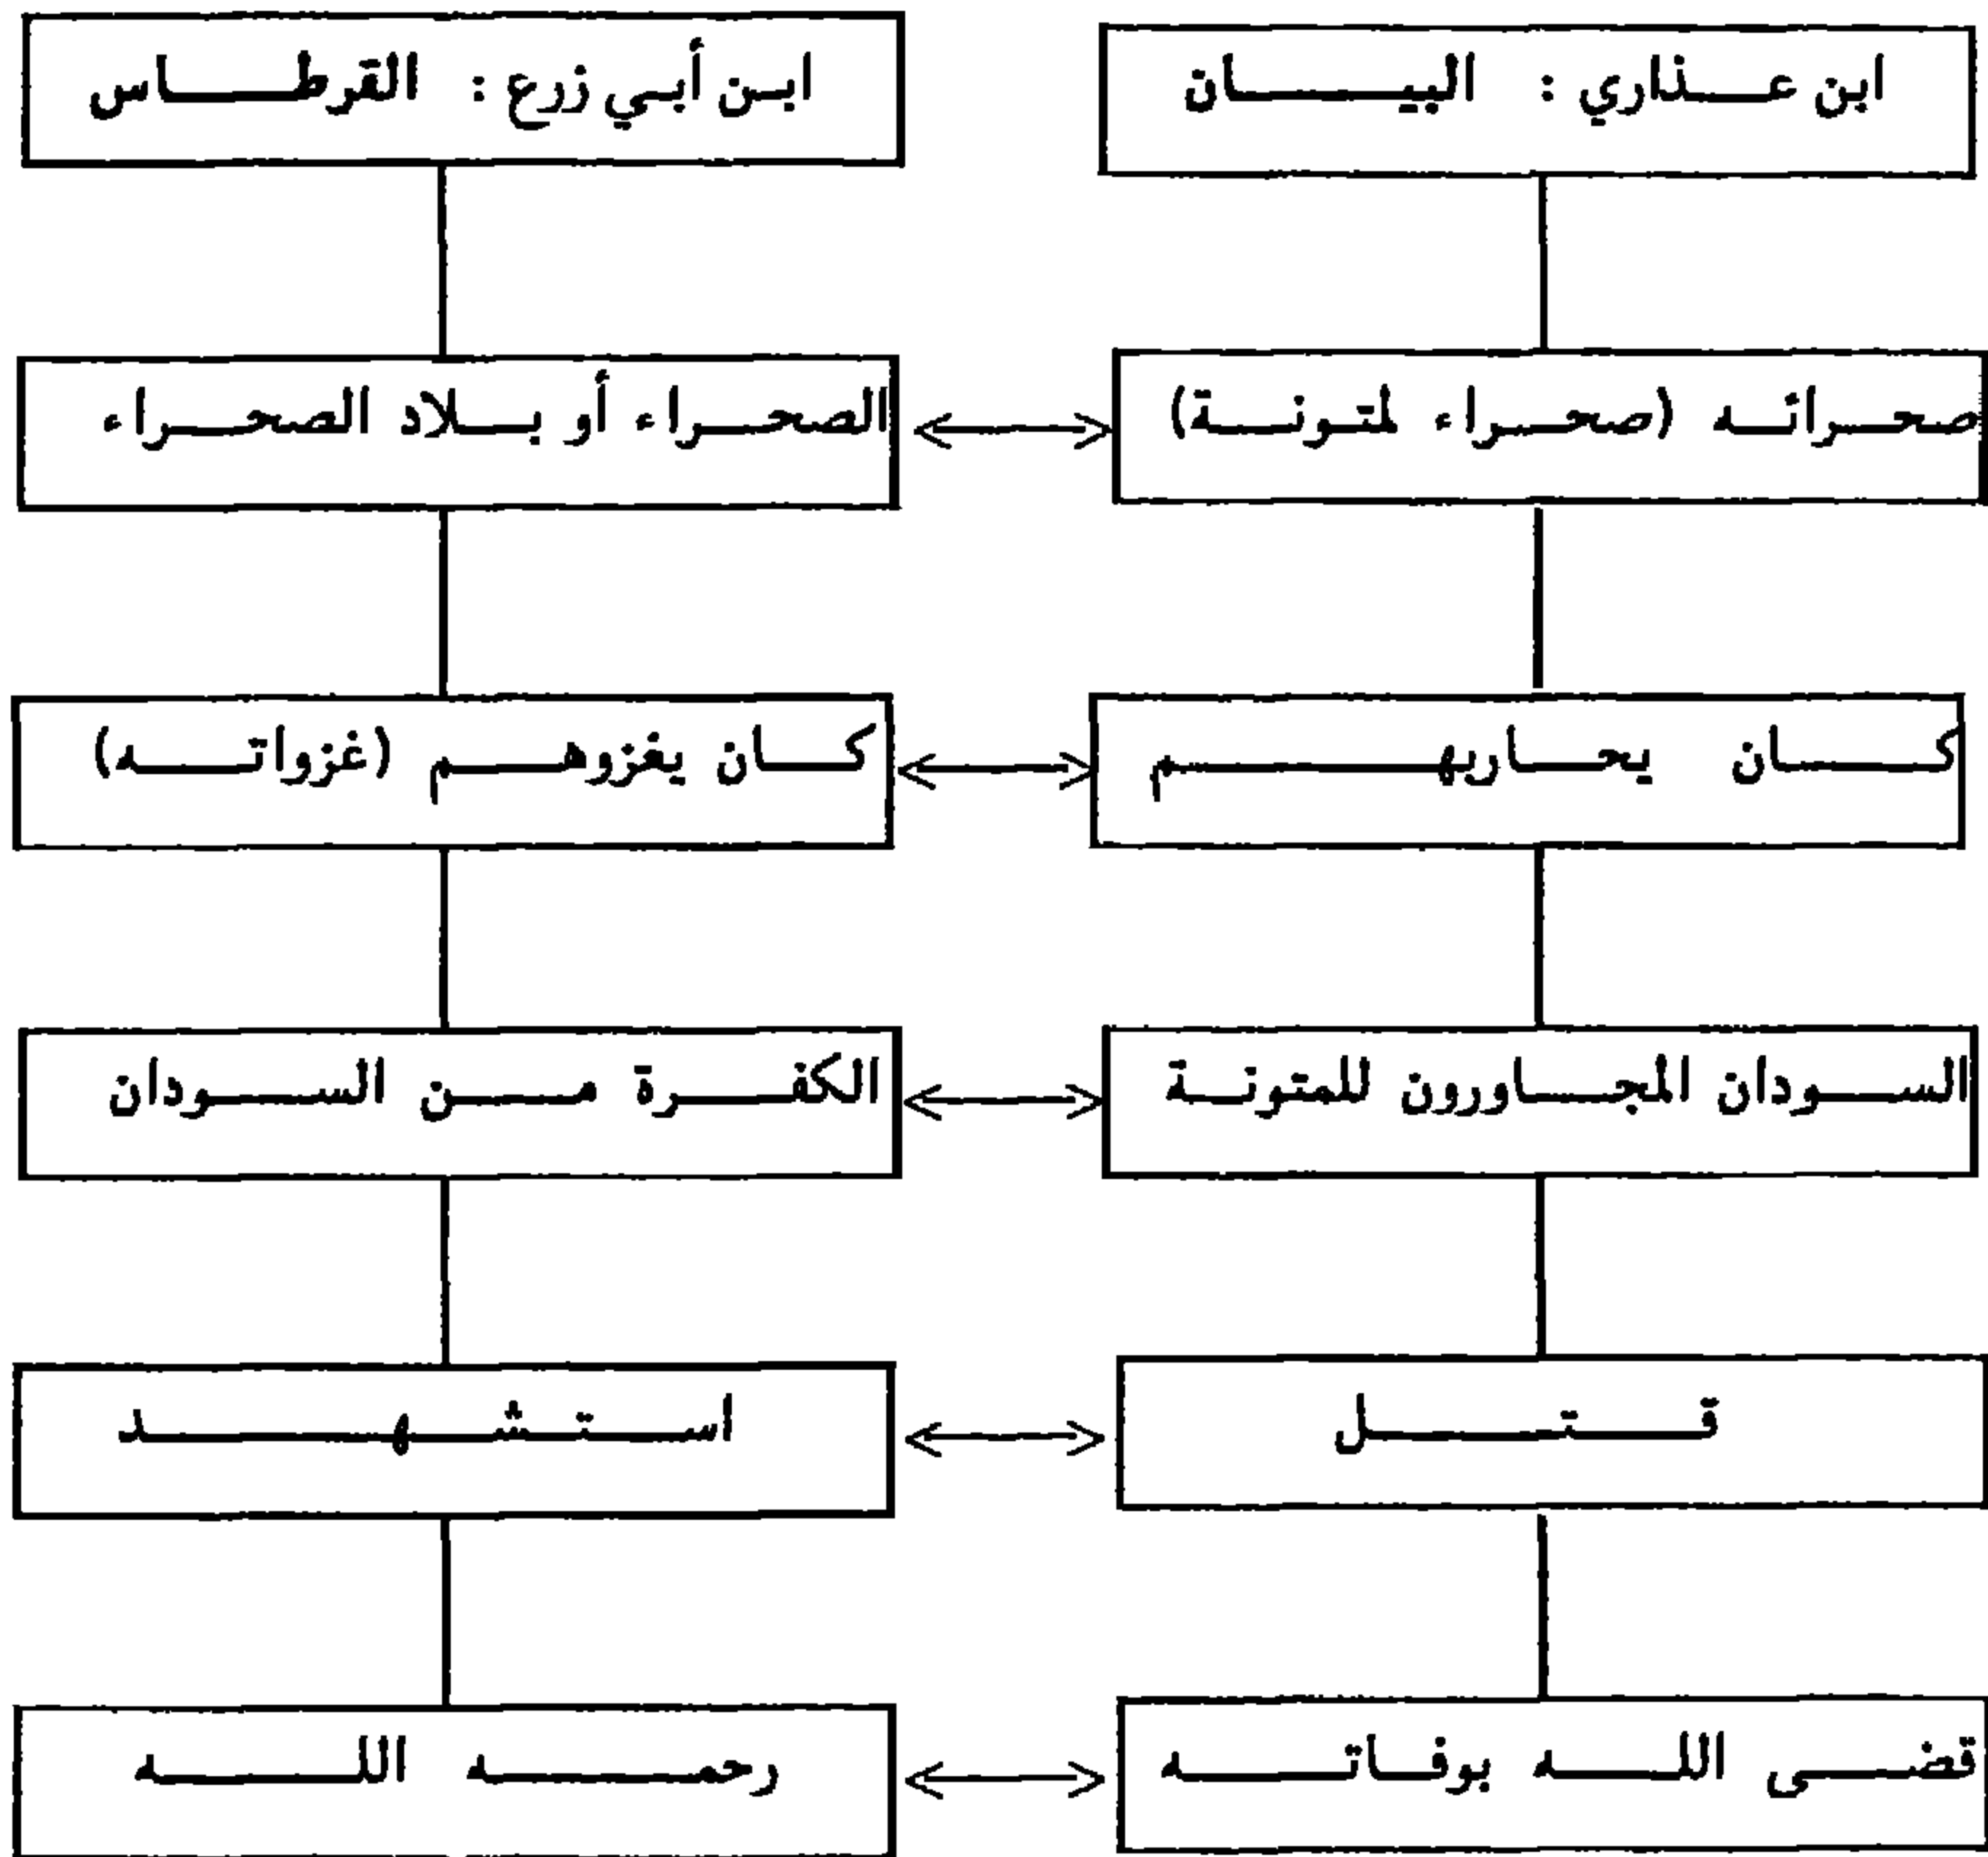 ابن عذاري : البيان
ابن أبي زرع : القرطاس
صحرائه (صحراء لمتونة)
الصحراء أو بلاد الصحراء
كان يحاربهم
كان يغزوهم (غزواته)
السودان المجاورون للمتونة
الكفرة من السودان
قتل
استشهد
قضى الله بوفاته
رحمه الله